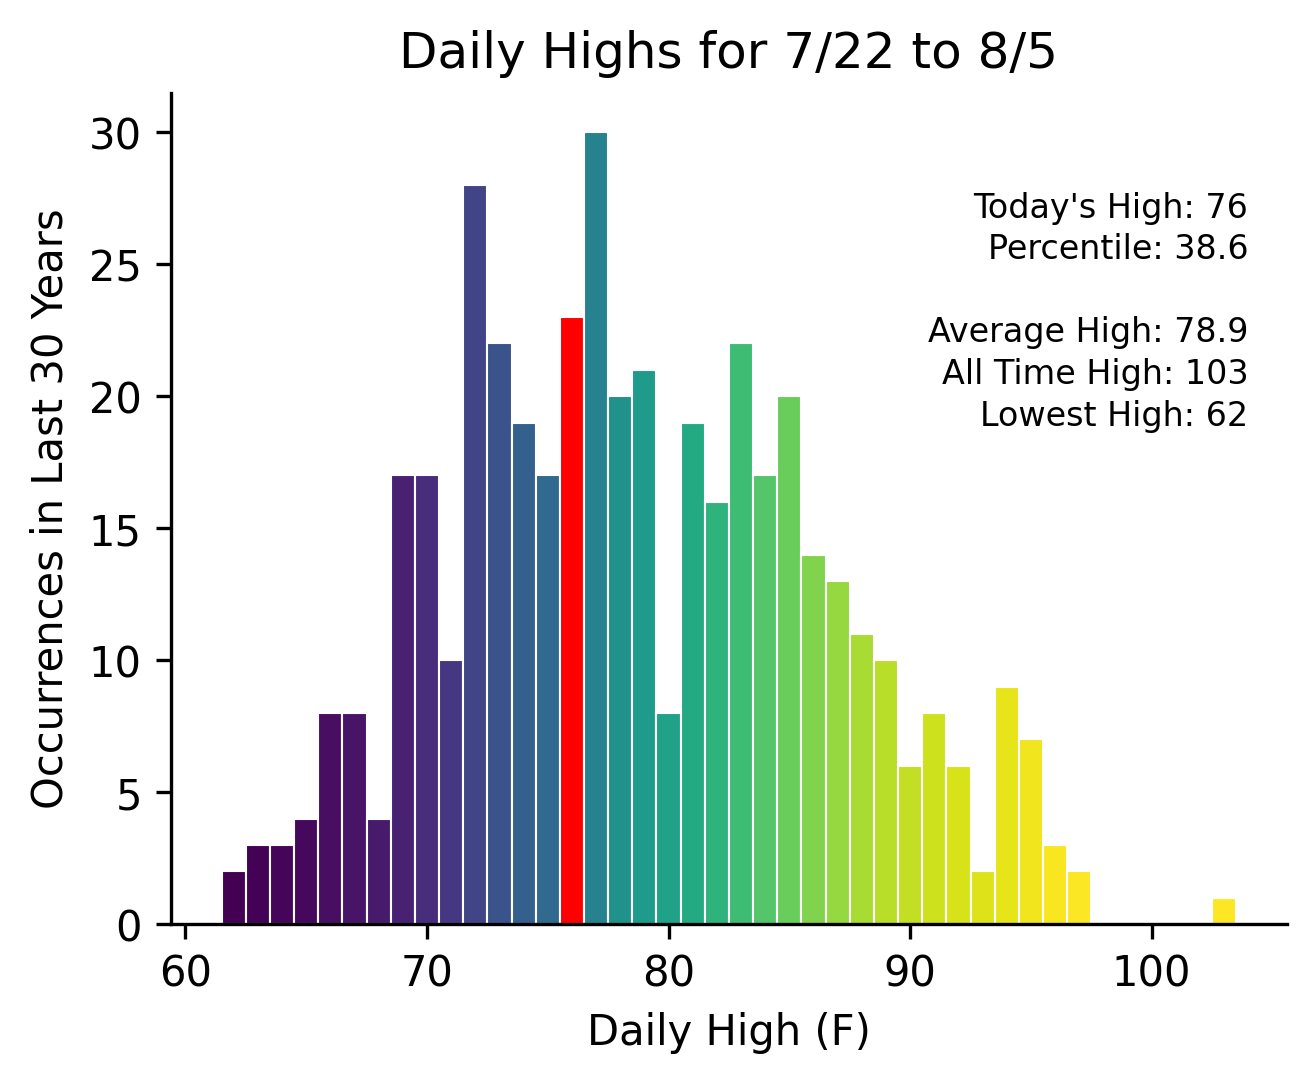 Daily Highs for 7/22 to 8/5
30
25
20
15
10
5
0
Occurrences in Last 30 Years
Today's High: 76
Percentile: 38.6
Average High: 78.9
All Time High: 103
Lowest High: 62
60 70 80 90 100
Daily High (F)